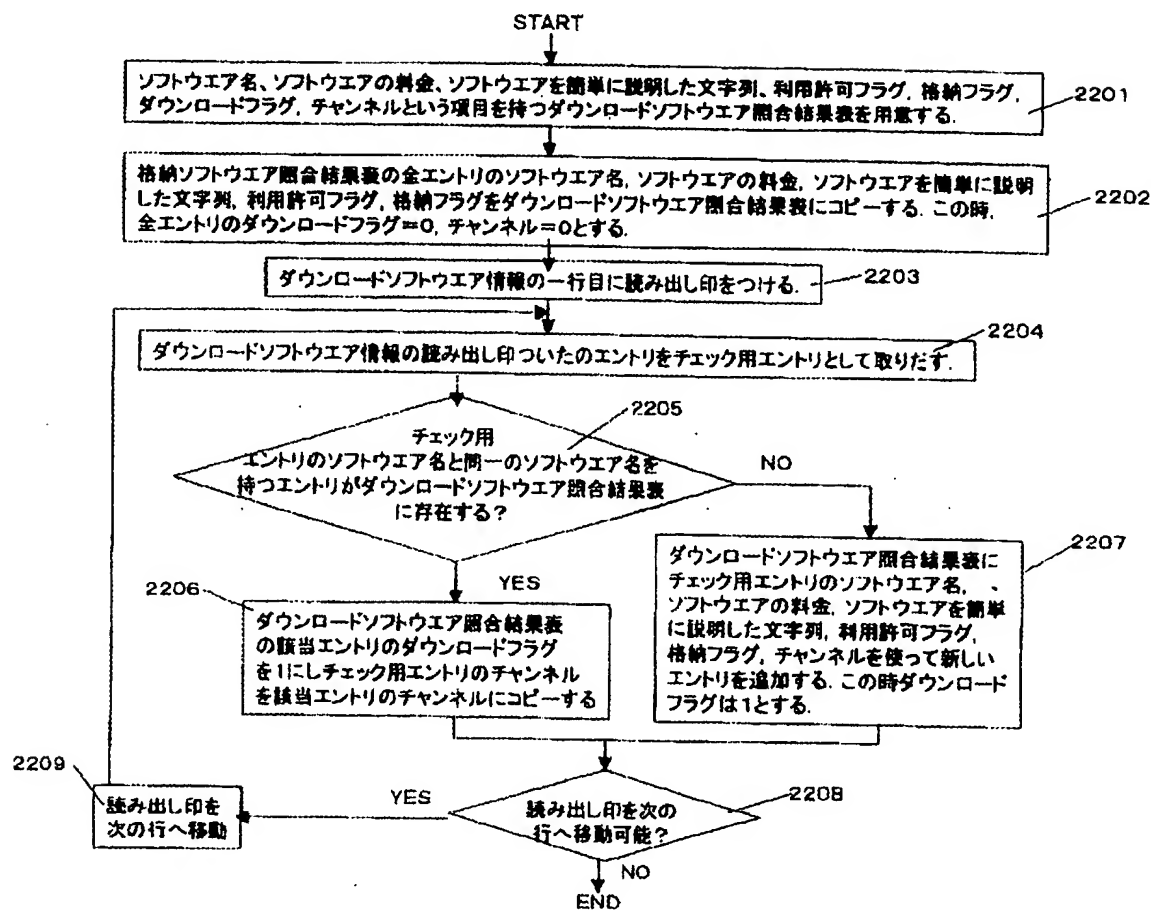 START
ソフトウエア名、ソフトウエアの料金、ソフトウエアを簡単に説明した文字列、利用許可フラグ, 格納フラグ,
ダウンロードフラグ, チャンネルという項目を持つダウンロードソフトウエア照合結果表を用意する.
2201
格納ソフトウエア照合結果表の全エントリのソフトウエア名, ソフトウエアの料金, ソフトウエアを簡単に説明
した文字列, 利用許可フラグ, 格納フラグをダウンロードソフトウエア照合結果表にコピーする. この時,
全エントリのダウンロードフラグ=0, チャンネル=0とする.
2202
ダウンロードソフトウエア情報の一行目に読み出し印をつける.
2203
2204
ダウンロードソフトウエア情報の読み出し印ついたのエントリをチェック用エントリとして取りだす.
2205
チェック用
エントリのソフトウエア名と同一のソフトウエア名を
持つエントリがダウンロードソフトウエア照合結果表
に存在する?
NO
YES
2206
ダウンロードソフトウエア照合結果表
の該当エントリのダウンロードフラグ
を1にしチェック用エントリのチャンネル
を該当エントリのチャンネルにコピーする
2207
ダウンロードソフトウエア照合結果表に
チェック用エントリのソフトウエア名, 、
ソフトウエアの料金, ソフトウエアを簡単
に説明した文字列, 利用許可フラグ,
格納フラグ, チャンネルを使って新しい
エントリを追加する. この時ダウンロード
フラグは1とする.
2208
読み出し印を次の
行へ移動可能?
YES
2209
読み出し印を
次の行へ移動
NO
END